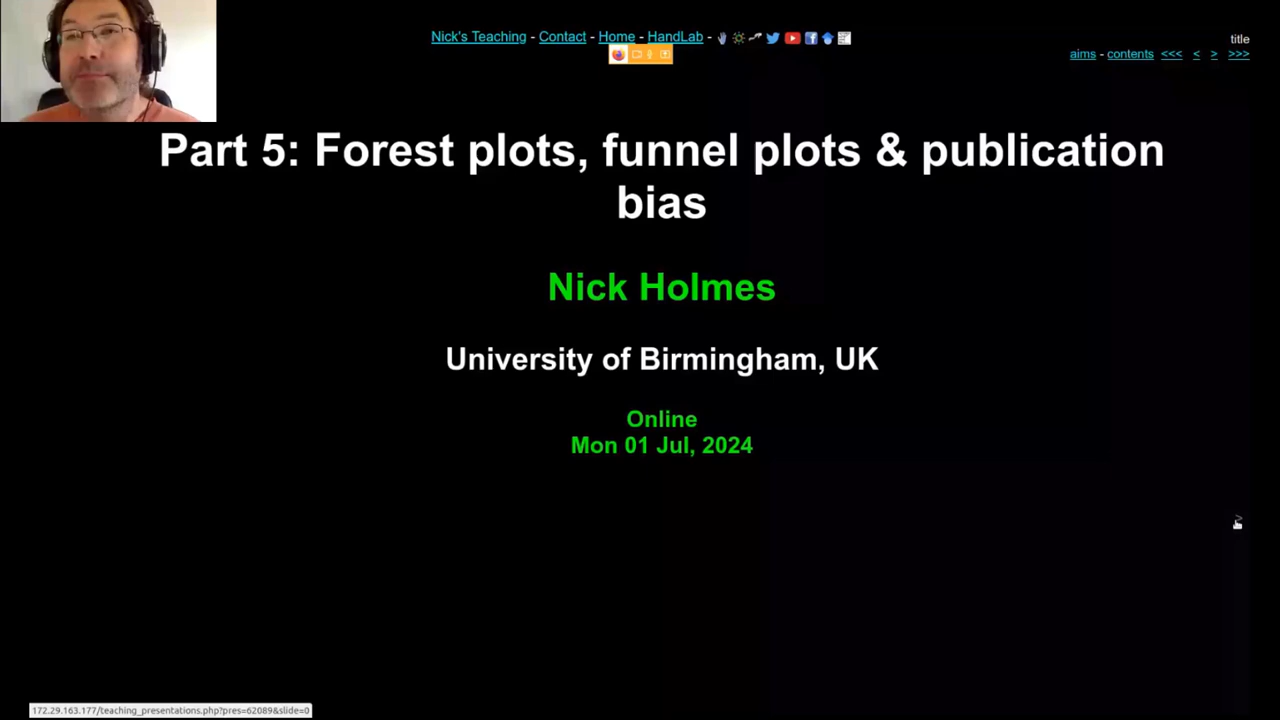 Nick's Teaching - Contact - Home - HandLab -
title
aims - contents <<< < > >>>
Part 5: Forest plots, funnel plots & publication
bias
Nick Holmes
University of Birmingham, UK
Online
Mon 01 Jul, 2024
>
172.29.163.177/teaching_presentations.php?pres=62089&slide=0